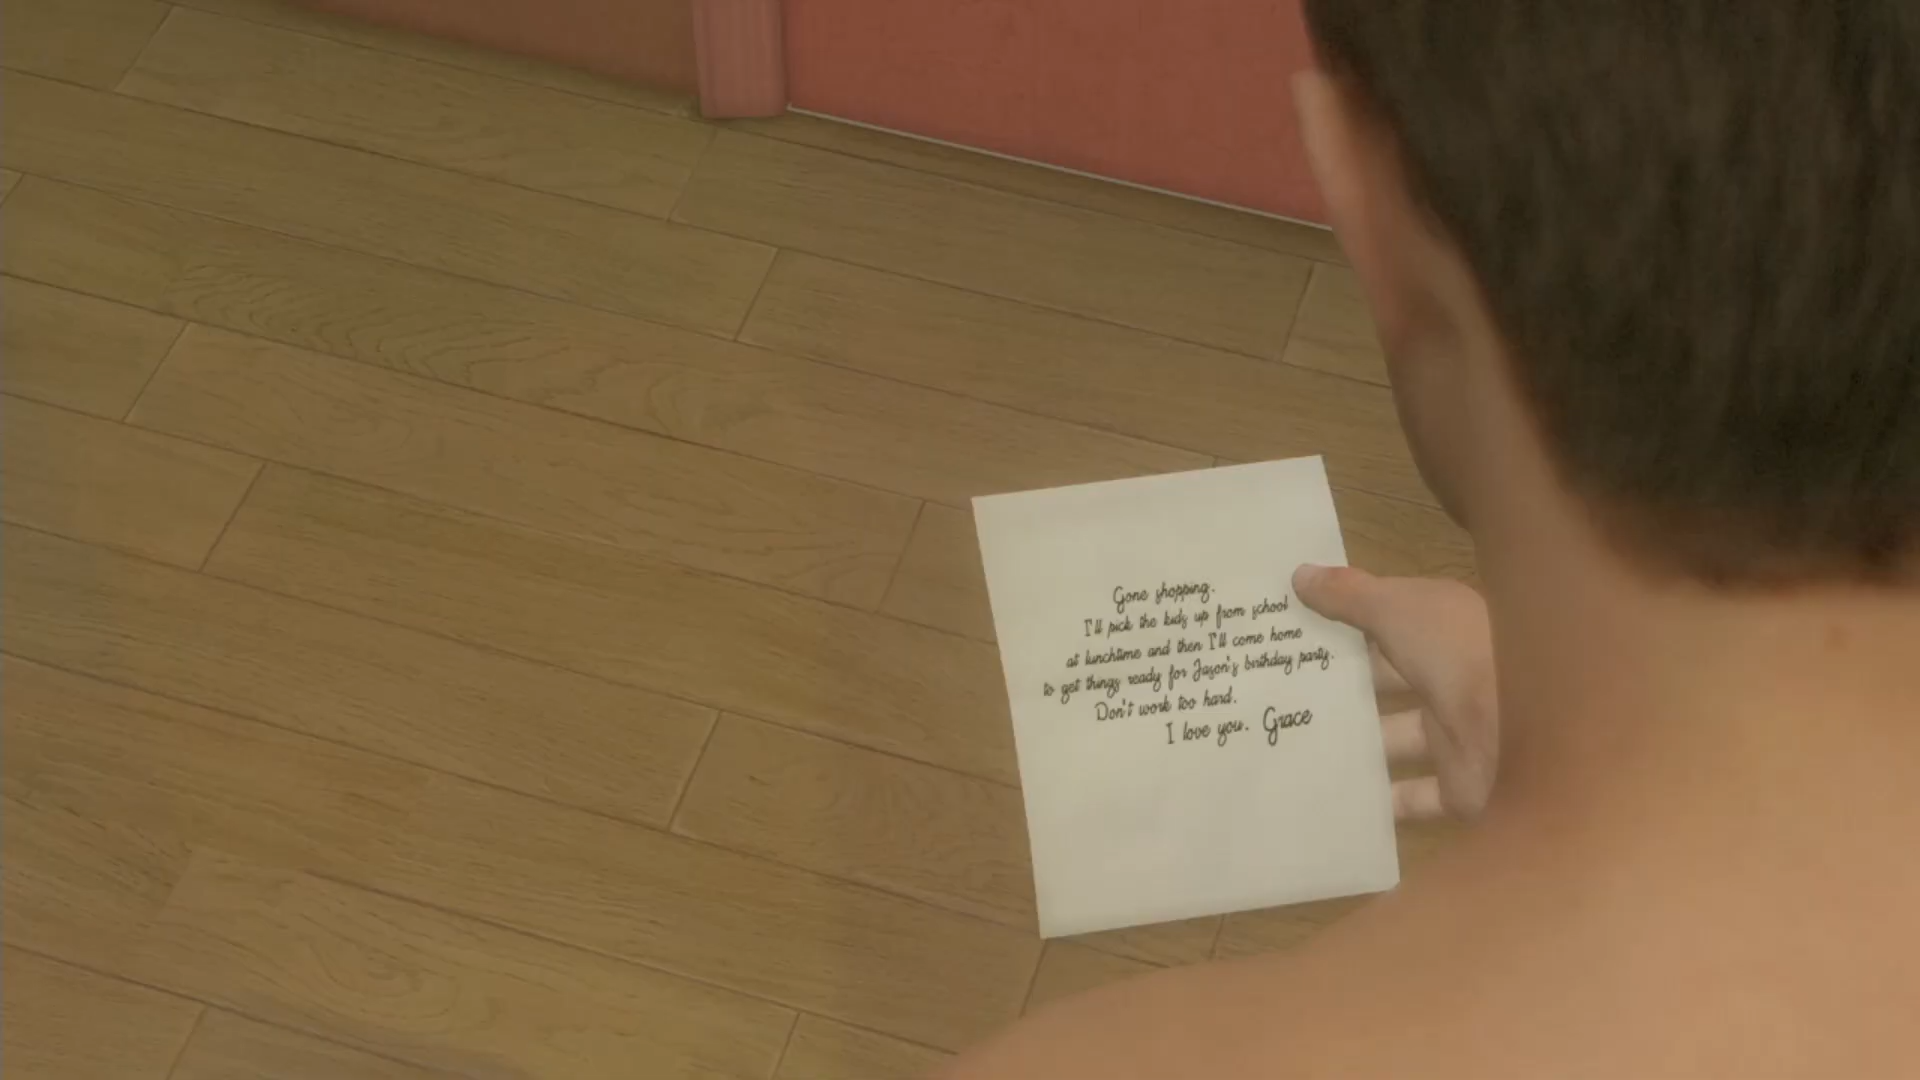 Gone shopping.
I'll pick the kids up from school
at lunchtime and then I'll come home
to get things ready for Jason's birthday party.
Don't work too hard.
I love you. Grace